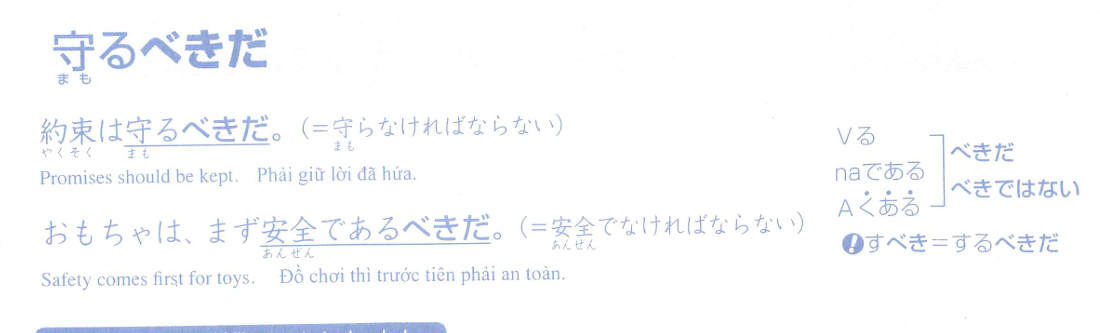 守るべきだ
まも
約束は守るべきだ。(=守らなければならない)
やくそく まも まも
Promises should be kept. Phải giữ lời đã hứa.
おもちゃは、まず安全であるべきだ。(=安全でなければならない)
あんぜん あんぜん
Safety comes first for toys. Đồ chơi thì trước tiên phải an toàn.
Vる
naである
Aくある
べきだ
べきではない
!すべき=するべきだ